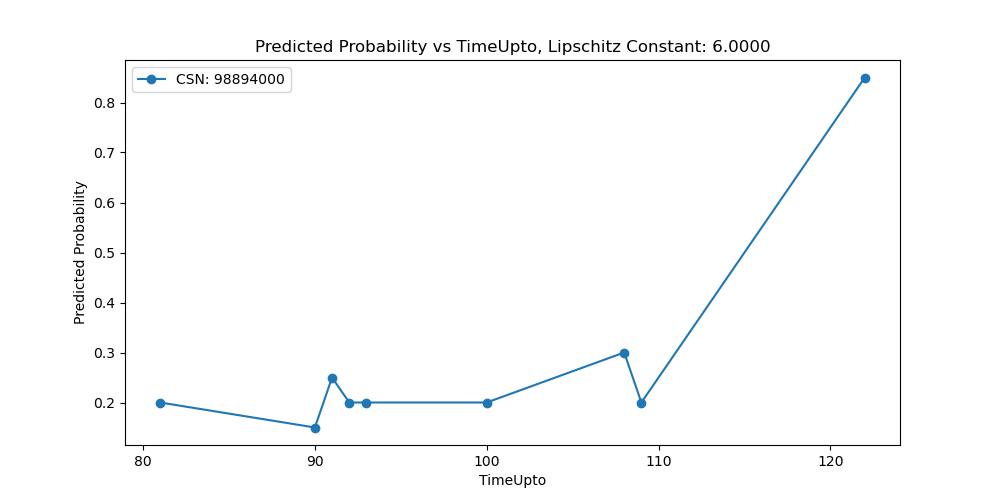 Predicted Probability vs TimeUpto, Lipschitz Constant: 6.0000
CSN: 98894000
0.8
0.7
0.6
0.5
0.4
0.3
0.2
Predicted Probability
80 90 100 110 120
TimeUpto